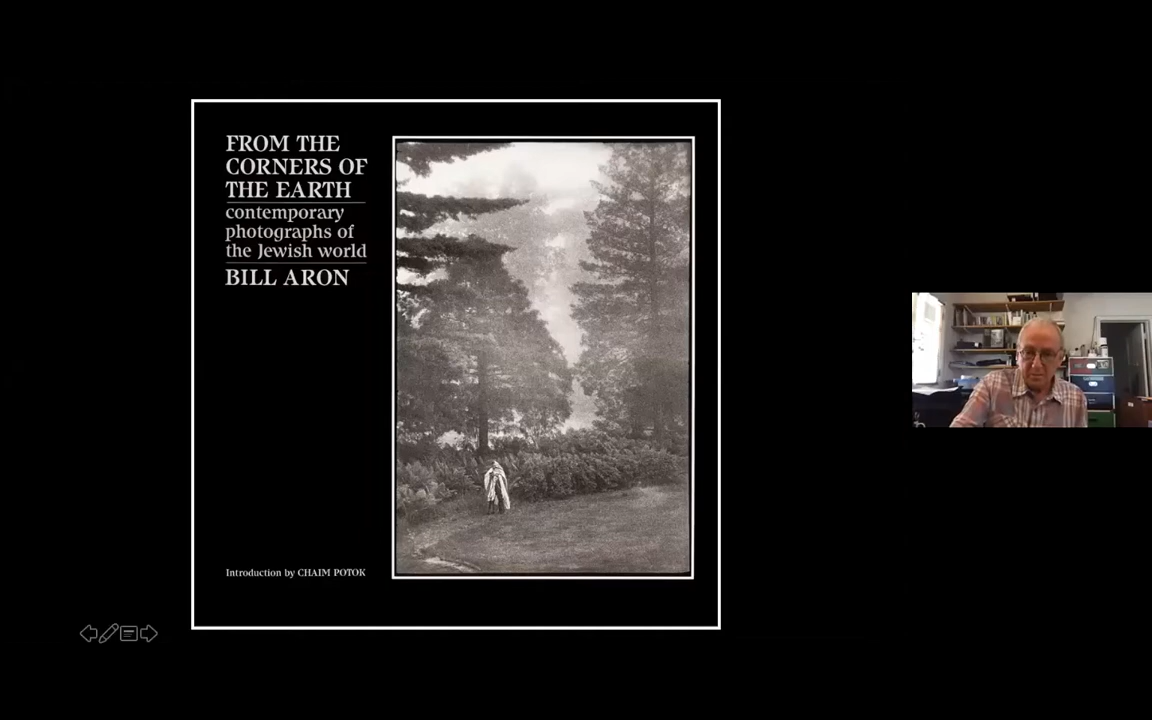 FROM THE
CORNERS OF
THE EARTH
contemporary
photographs of
the Jewish world
BILL ARON
Introduction by CHAIM POTOK